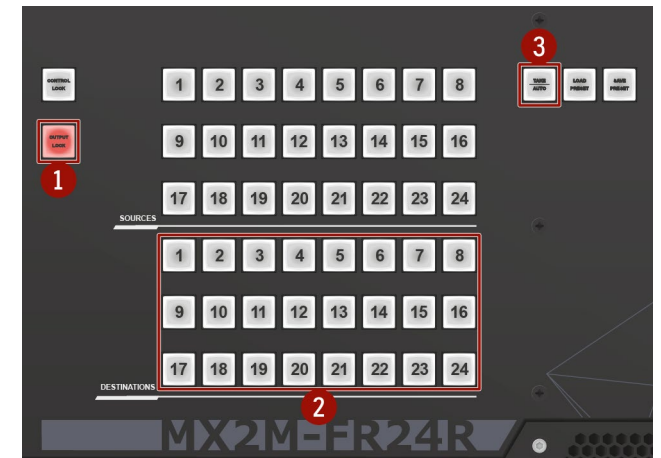 3
CONTROL
LOCK
1 2 3 4 5 6 7 8
TAKE
AUTO
LOAD
PRESET
SAVE
PRESET
OUTPUT
LOCK
9 10 11 12 13 14 15 16
1
17 18 19 20 21 22 23 24
SOURCES
1 2 3 4 5 6 7 8
9 10 11 12 13 14 15 16
17 18 19 20 21 22 23 24
DESTINATIONS
2
MX2M-FR24R